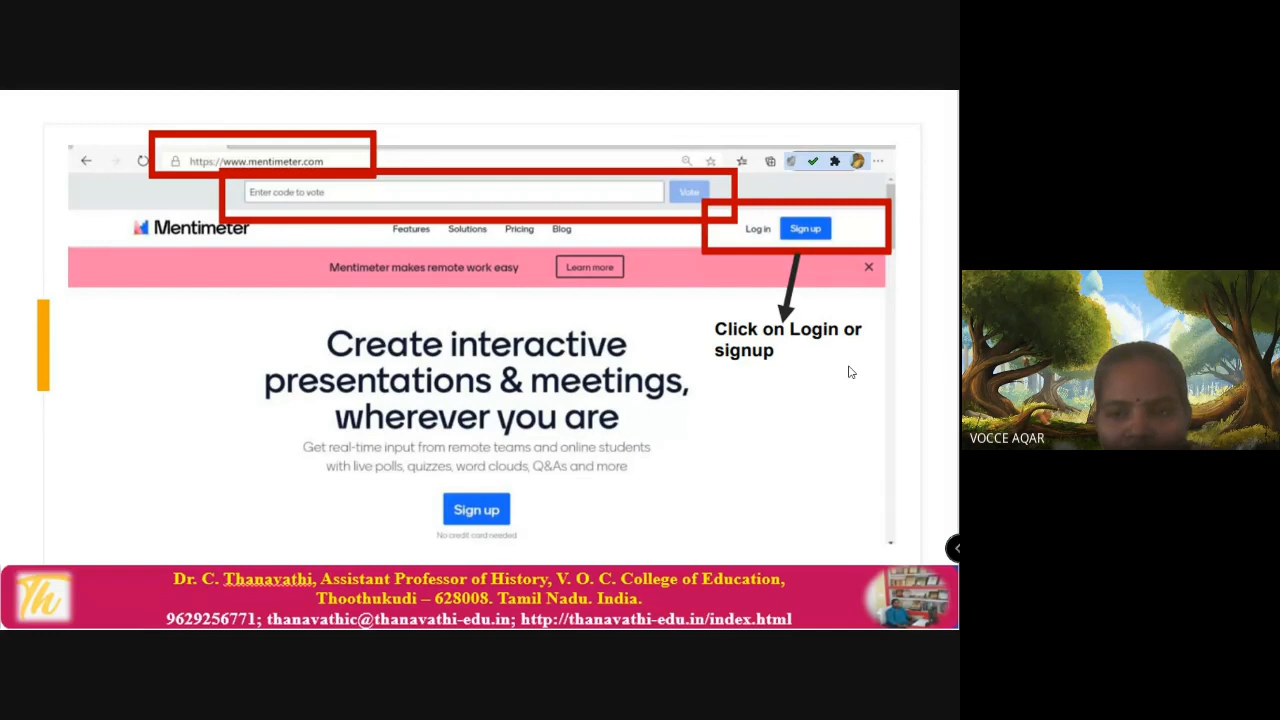 https://www.mentimeter.com
Enter code to vote
Vote
Mentimeter
Features
Solutions
Pricing
Blog
Log in
Sign up
Mentimeter makes remote work easy
Learn more
Create interactive
presentations & meetings,
wherever you are
Click on Login or
signup
Get real-time input from remote teams and online students
with live polls, quizzes, word clouds, Q&As and more
Sign up
No credit card needed
Th
Dr. C. Thanavathi, Assistant Professor of History, V. O. C. College of Education,
Thoothukudi – 628008. Tamil Nadu. India.
9629256771; thanavathic@thanavathi-edu.in; http://thanavathi-edu.in/index.html
VOCCE AQAR